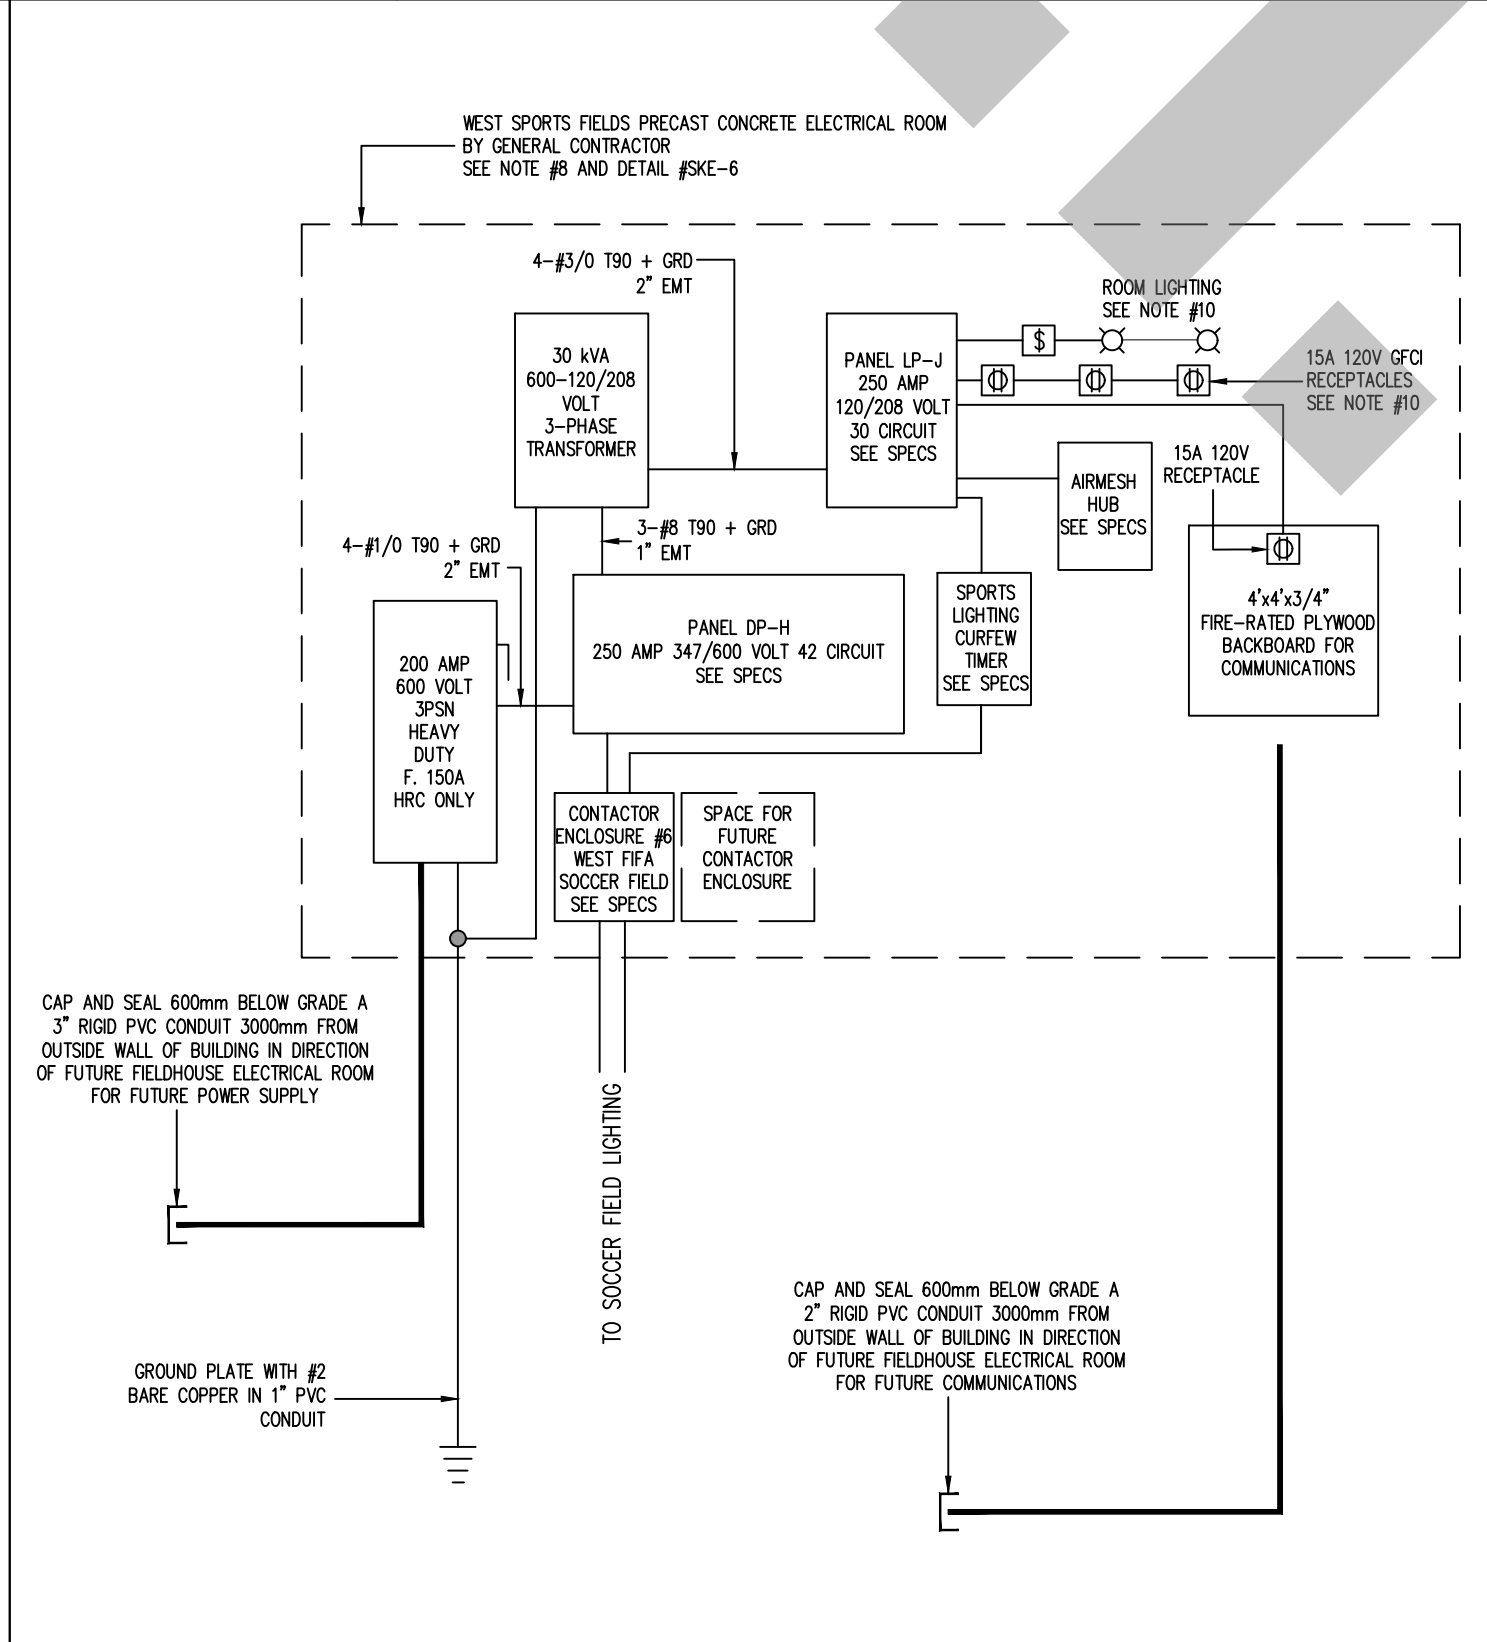 WEST SPORTS FIELDS PRECAST CONCRETE ELECTRICAL ROOM
BY GENERAL CONTRACTOR
SEE NOTE #8 AND DETAIL #SKE-6
4-#3/0 T90 + GRD
2" EMT
ROOM LIGHTING
SEE NOTE #10
30 kVA
600-120/208
VOLT
3-PHASE
TRANSFORMER
PANEL LP-J
250 AMP
120/208 VOLT
30 CIRCUIT
SEE SPECS
$
15A 120V GFCI
RECEPTACLES
SEE NOTE #10
15A 120V
RECEPTACLE
AIRMESH
HUB
SEE SPECS
3-#8 T90 + GRD
1" EMT
4-#1/0 T90 + GRD
2" EMT
4'x4'x3/4"
FIRE-RATED PLYWOOD
BACKBOARD FOR
COMMUNICATIONS
SPORTS
LIGHTING
CURFEW
TIMER
SEE SPECS
PANEL DP-H
250 AMP 347/600 VOLT 42 CIRCUIT
SEE SPECS
200 AMP
600 VOLT
3PSN
HEAVY
DUTY
F. 150A
HRC ONLY
CONTACTOR
ENCLOSURE #6
WEST FIFA
SOCCER FIELD
SEE SPECS
SPACE FOR
FUTURE
CONTACTOR
ENCLOSURE
CAP AND SEAL 600mm BELOW GRADE A
3" RIGID PVC CONDUIT 3000mm FROM
OUTSIDE WALL OF BUILDING IN DIRECTION
OF FUTURE FIELDHOUSE ELECTRICAL ROOM
FOR FUTURE POWER SUPPLY
TO SOCCER FIELD LIGHTING
CAP AND SEAL 600mm BELOW GRADE A
2" RIGID PVC CONDUIT 3000mm FROM
OUTSIDE WALL OF BUILDING IN DIRECTION
OF FUTURE FIELDHOUSE ELECTRICAL ROOM
FOR FUTURE COMMUNICATIONS
GROUND PLATE WITH #2
BARE COPPER IN 1" PVC
CONDUIT